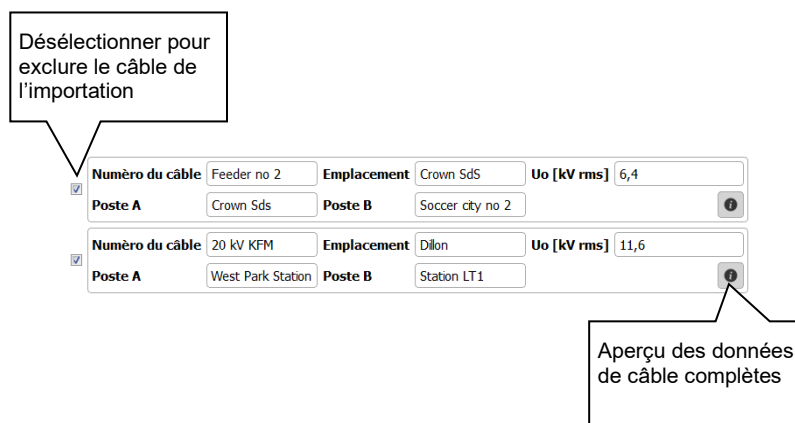 Désélectionner pour
exclure le câble de
l'importation
Numèro du câble Feeder no 2 Emplacement Crown SdS Uo [kV rms] 6,4
Poste A Crown Sds Poste B Soccer city no 2
Numèro du câble 20 kV KFM Emplacement Dillon Uo [kV rms] 11,6
Poste A West Park Station Poste B Station LT1
Aperçu des données
de câble complètes